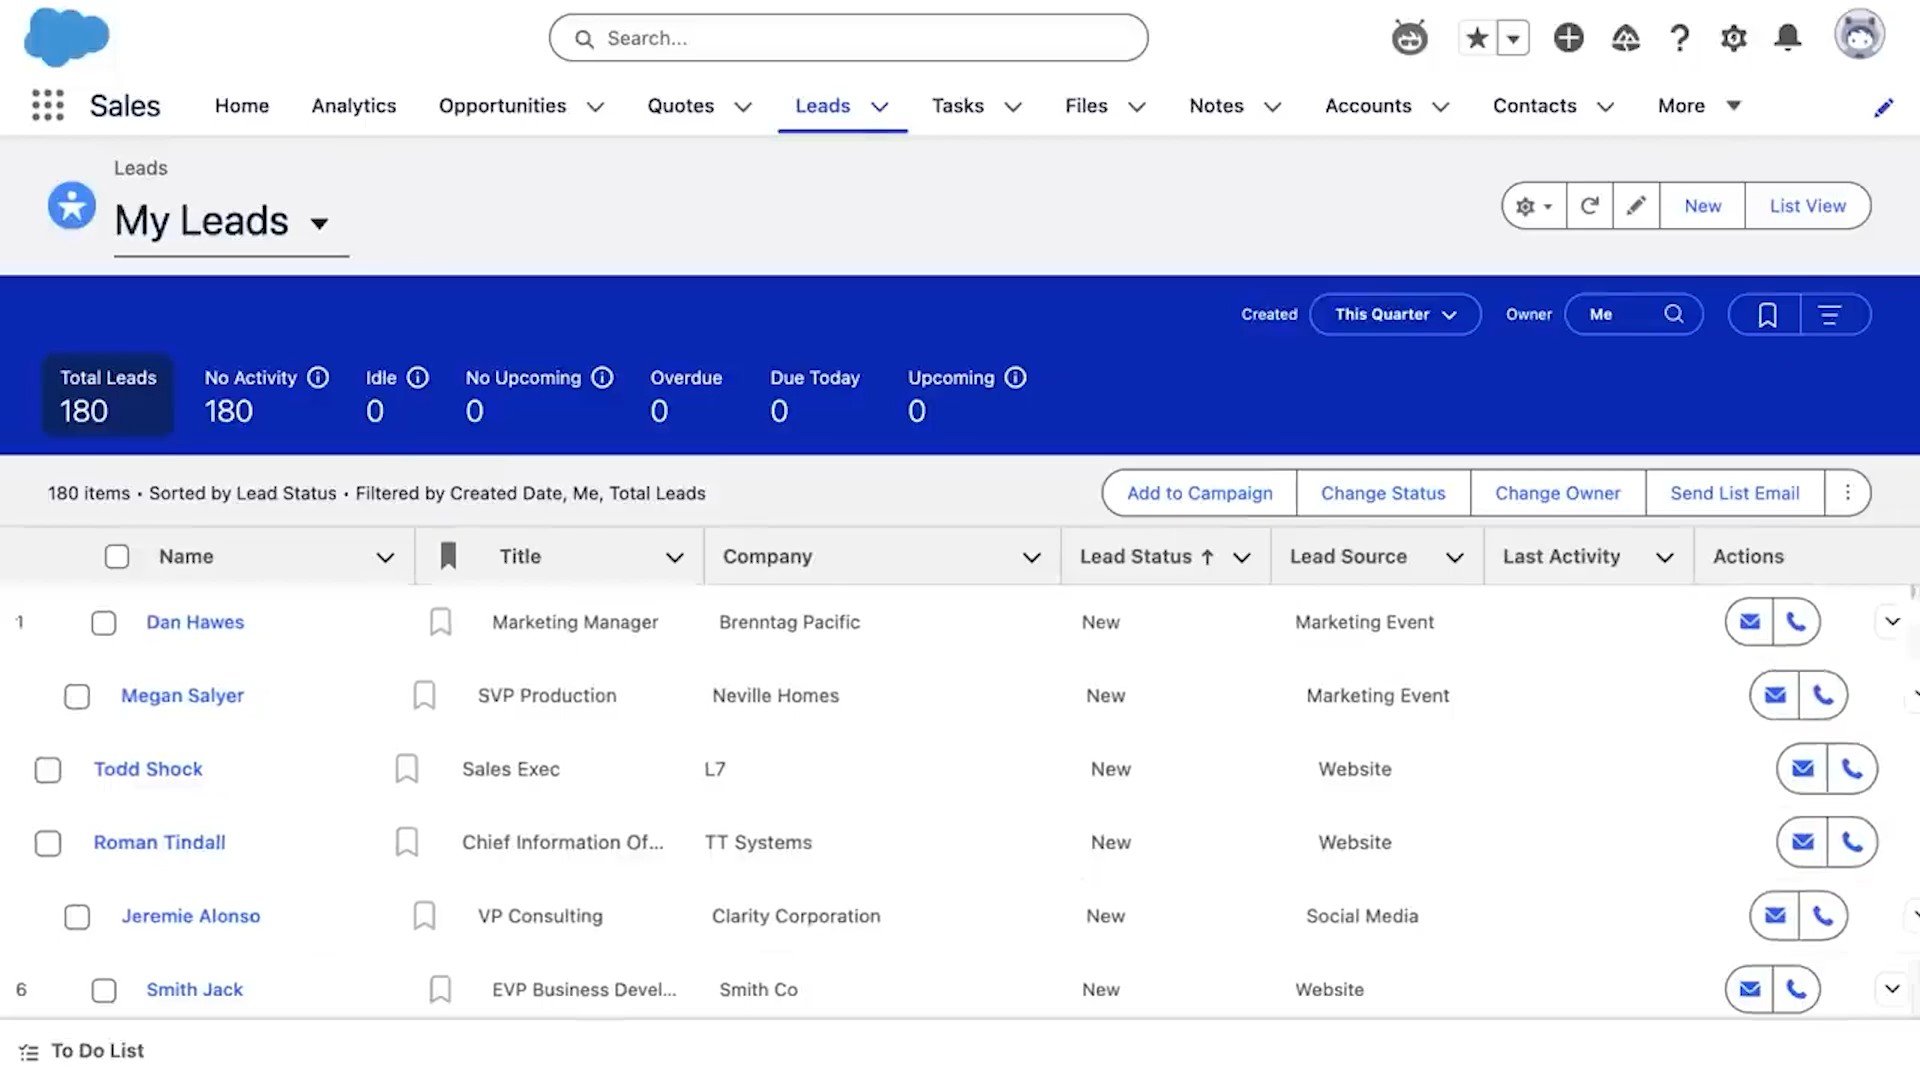 Search...
Sales Home Analytics Opportunities Quotes Leads Tasks Files Notes Accounts Contacts More
Leads
My Leads
New List View
Created This Quarter Owner Me
Total Leads No Activity Idle No Upcoming Overdue Due Today Upcoming
180 180 0 0 0 0 0
180 items • Sorted by Lead Status • Filtered by Created Date, Me, Total Leads
Add to Campaign Change Status Change Owner Send List Email
Name Title Company Lead Status Lead Source Last Activity Actions
1 Dan Hawes Marketing Manager Brenntag Pacific New Marketing Event
Megan Salyer SVP Production Neville Homes New Marketing Event
Todd Shock Sales Exec L7 New Website
Roman Tindall Chief Information Of... TT Systems New Website
Jeremie Alonso VP Consulting Clarity Corporation New Social Media
6 Smith Jack EVP Business Devel... Smith Co New Website
To Do List